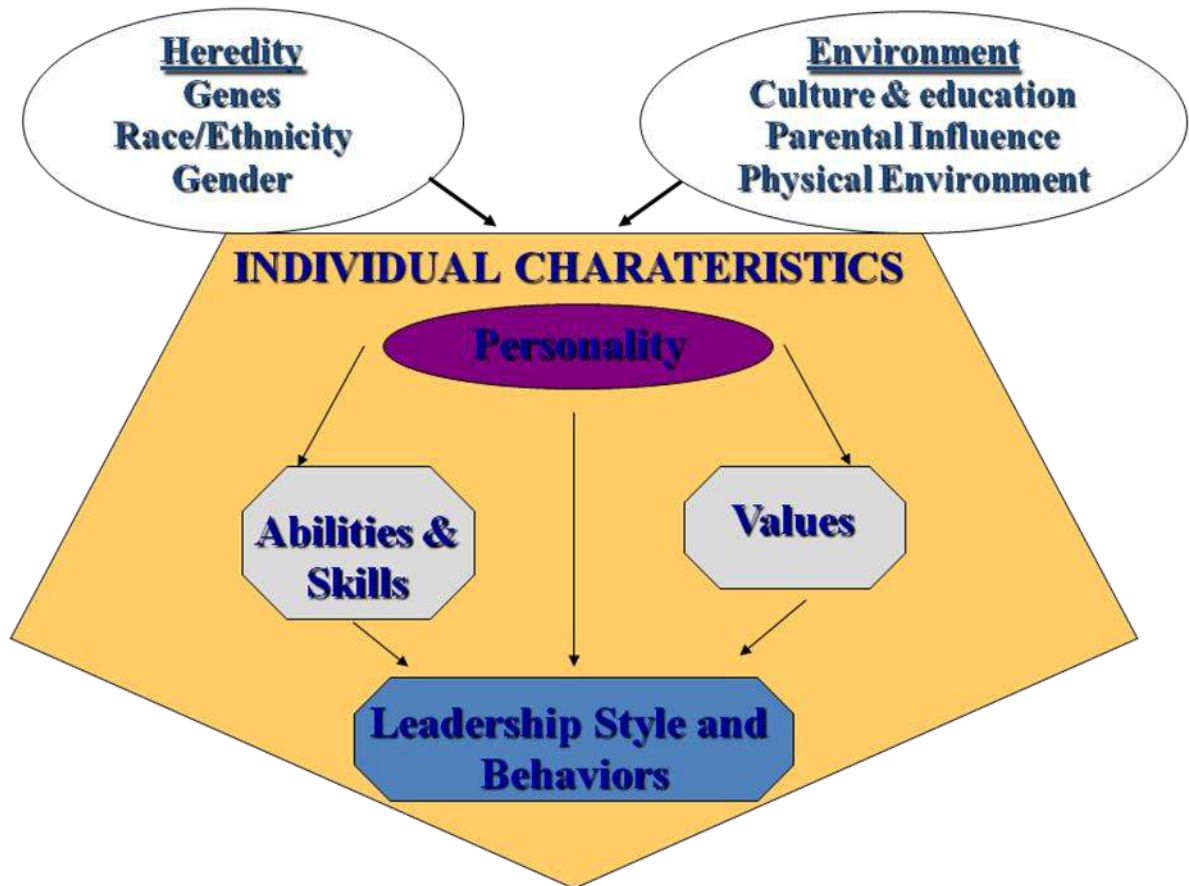 Heredity
Genes
Race/Ethnicity
Gender
Environment
Culture & education
Parental Influence
Physical Environment
INDIVIDUAL CHARATERISTICS
Personality
Abilities &
Skills
Values
Leadership Style and
Behaviors